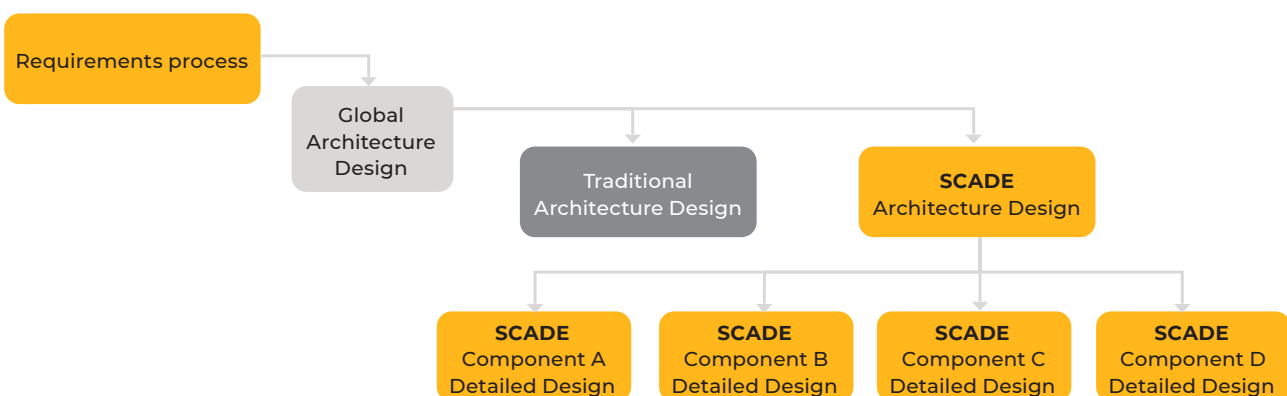 Requirements process
Global
Architecture
Design
Traditional
Architecture Design
SCADE
Architecture Design
SCADE
Component A
Detailed Design
SCADE
Component B
Detailed Design
SCADE
Component C
Detailed Design
SCADE
Component D
Detailed Design